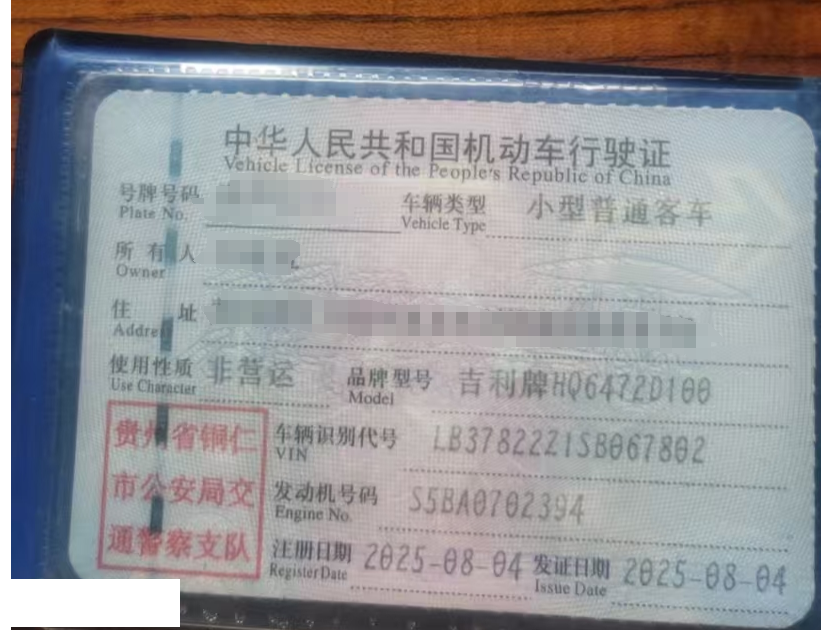 中华人民共和国机动车行驶证
Vehicle License of the People's Republic of China
号牌号码 车辆类型 小型普通客车
Plate No. Vehicle Type
所有人
Owner
住址
Address
使用性质 非营运 品牌型号 吉利牌HQ6472D100
Use Character Model
贵州省铜仁 车辆识别代号 LB37822Z1SB067802
VIN
市公安局交 发动机号码 S5BA0702394
Engine No.
通警察支队 注册日期 2025-08-04 发证日期 2025-08-04
Register Date Issue Date